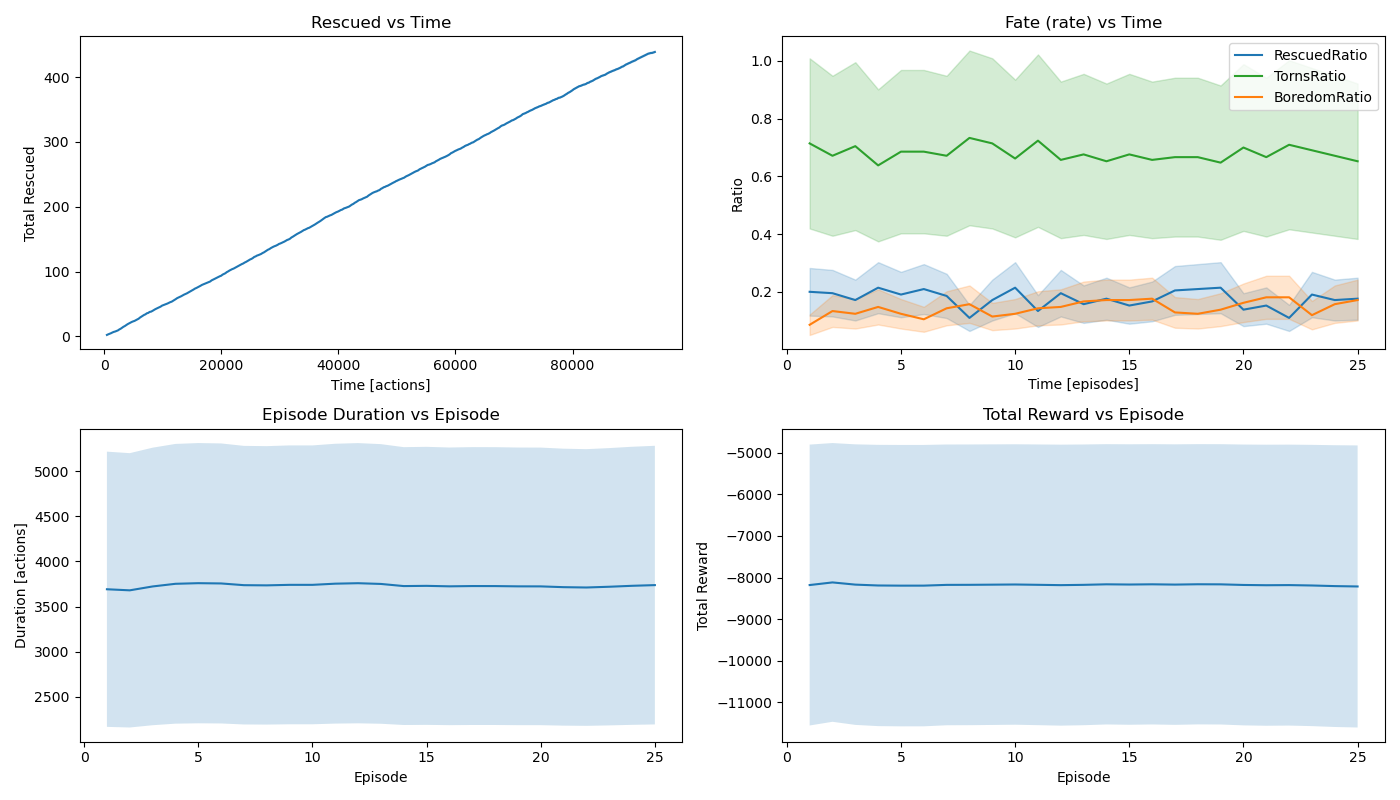 Rescued vs Time
400
300
200
100
0
Total Rescued
0 20000 40000 60000 80000
Time [actions]
Fate (rate) vs Time
1.0
0.8
0.6
0.4
0.2
Ratio
RescuedRatio
TornsRatio
BoredomRatio
0 5 10 15 20 25
Time [episodes]
Episode Duration vs Episode
5000
4500
4000
3500
3000
2500
Duration [actions]
0 5 10 15 20 25
Episode
Total Reward vs Episode
−5000
−6000
−7000
−8000
−9000
−10000
−11000
Total Reward
0 5 10 15 20 25
Episode